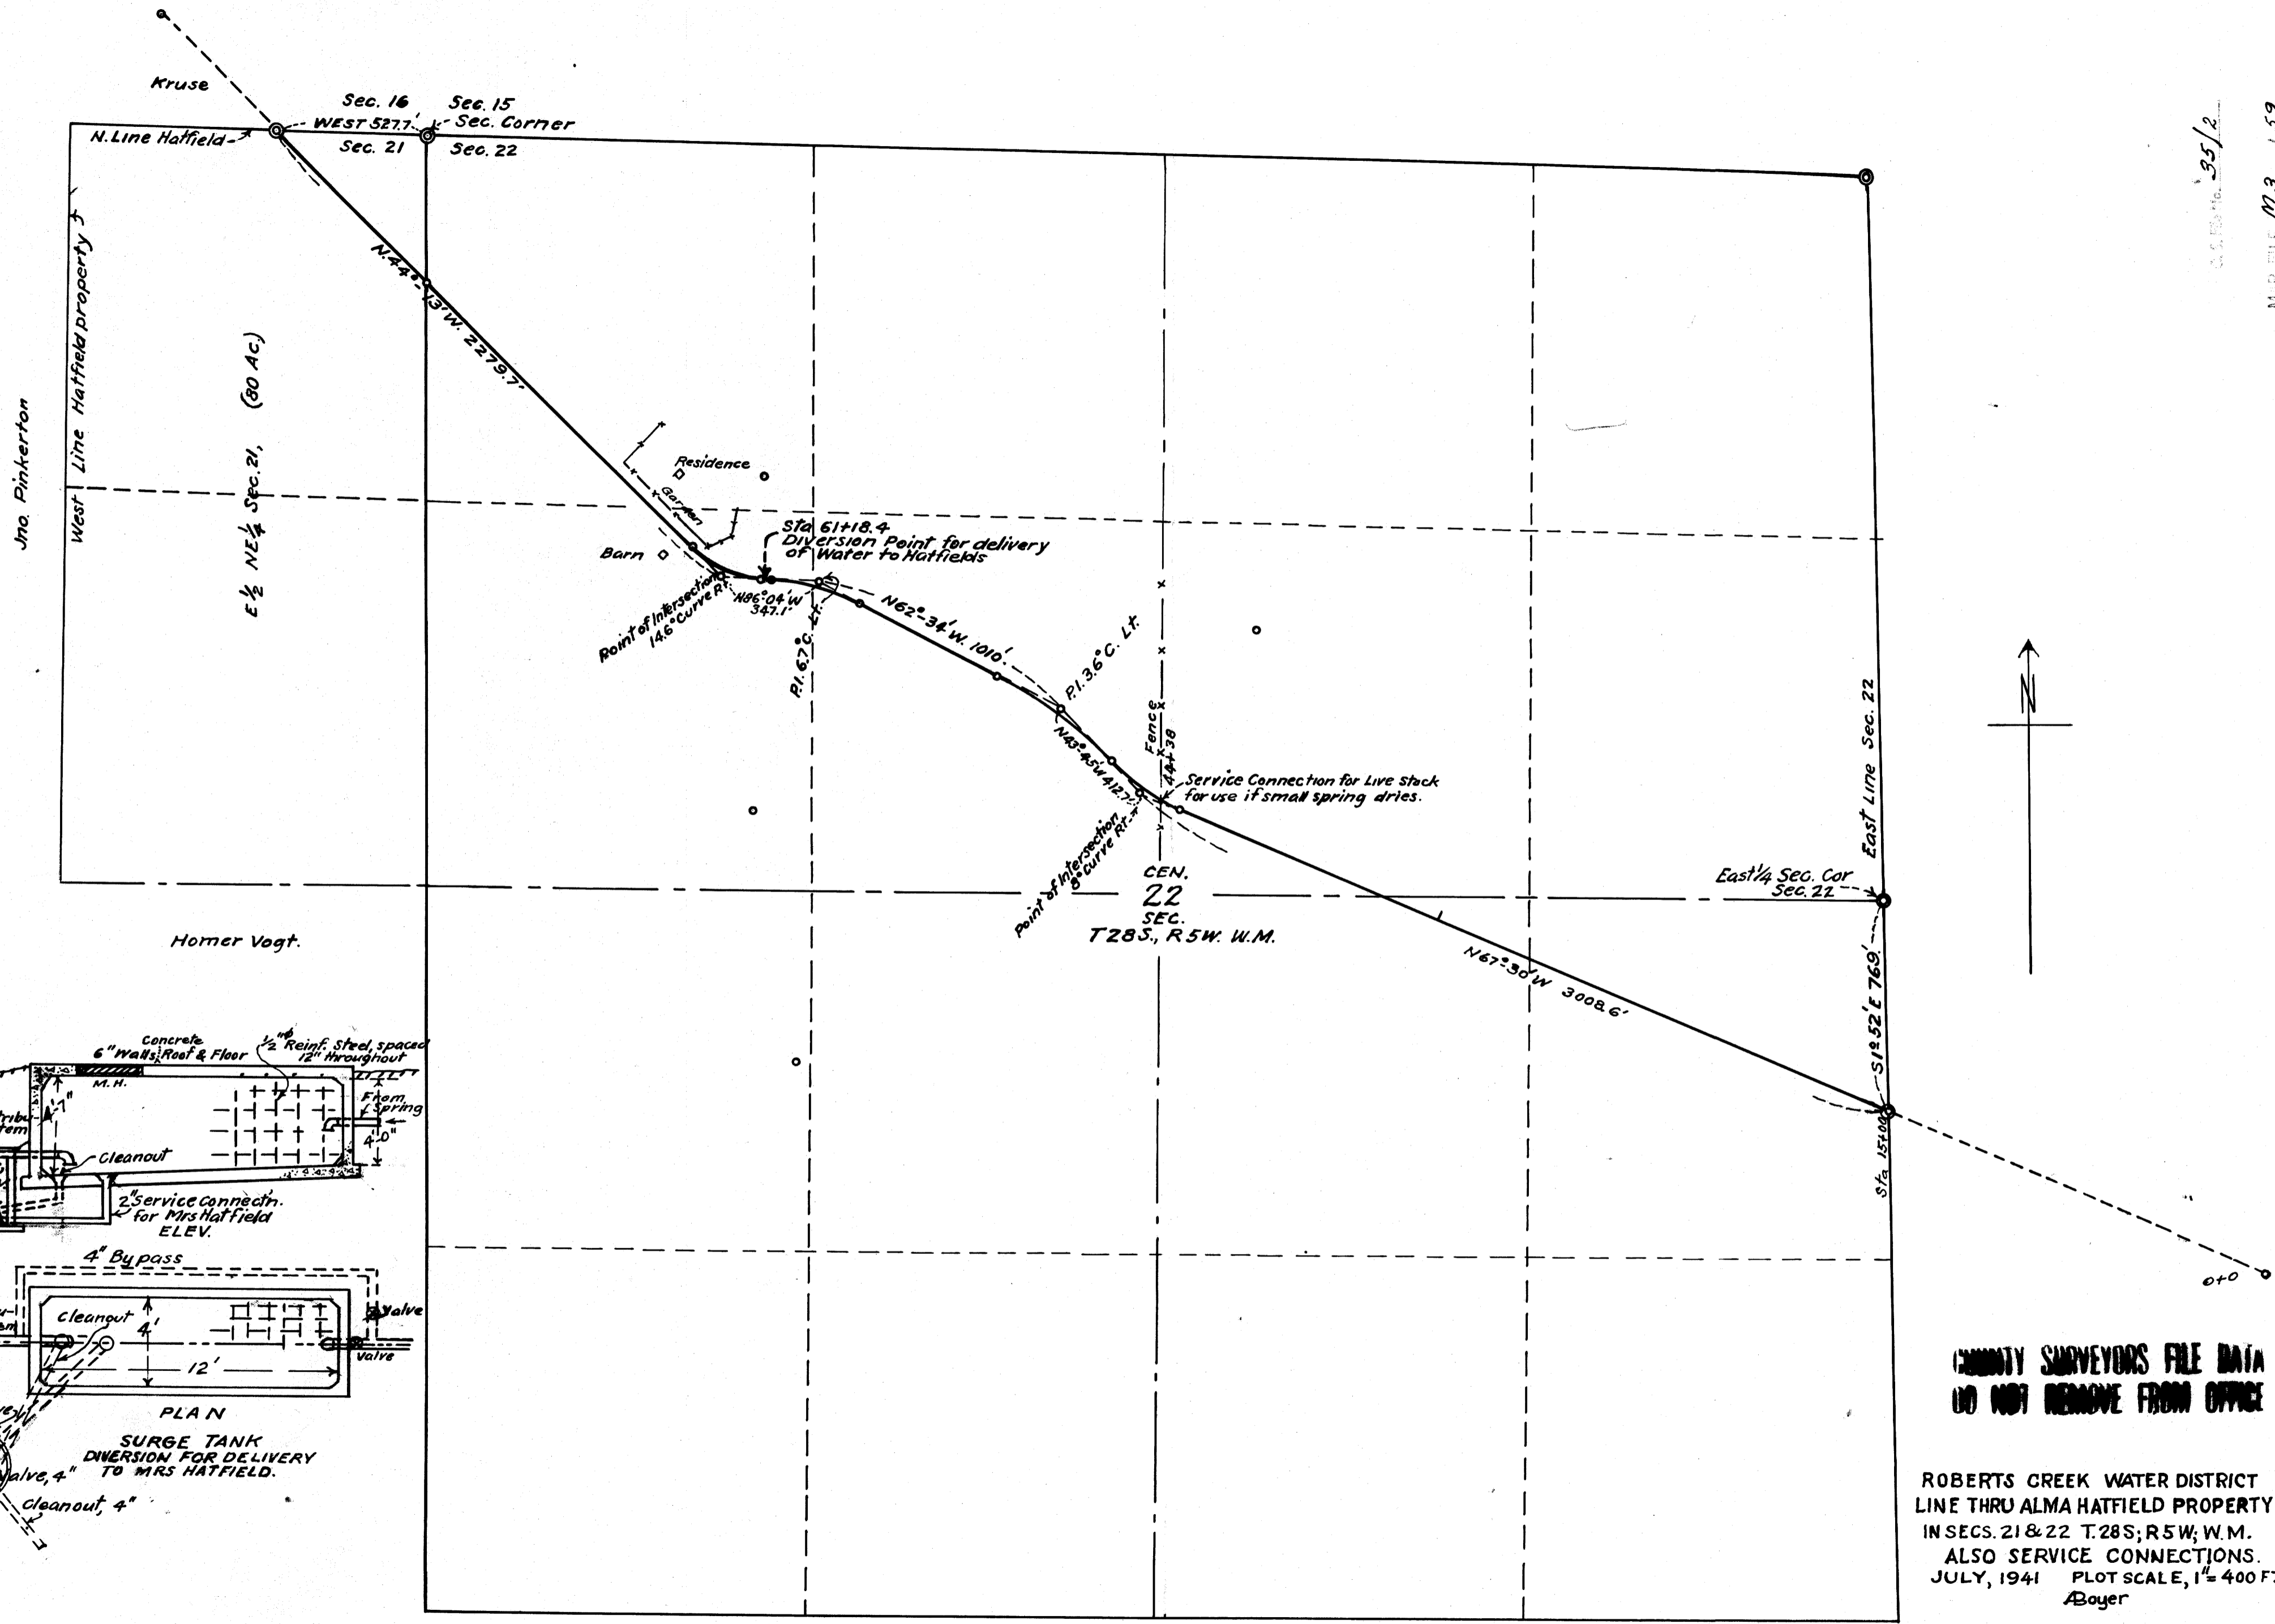 Kruse
Sec. 16
Sec. 15
WEST 527.7'
Sec. Corner
N. Line Hatfield
Sec. 21
Sec. 22
35/2
M3
West Line Hatfield property
Jno. Pinkerton
E ½ NE ¼ Sec. 21, (80 Ac.)
N.44°-13'W. 2279.7'
Residence
Garden
Barn
Sta 61+18.4
Diversion Point for delivery
of Water to Hatfields
Point of Intersection
14.6° Curve Rt.
N86°04'W
347.1'
P.I. 6.7° C. Lt.
N62°-34'W. 1010'
P.I. 3.6° C. Lt.
N43°-45'W 412.7'
Fence
44+38
Service Connection for Live stock
for use if small spring dries.
Point of Intersection
8° curve Rt.
CEN.
22
SEC.
T28S., R5W. W.M.
N
East Line Sec. 22
East ¼ Sec. Cor
Sec. 22
S1°52'E 769.'
N67°-30'W 3008.6'
Sta 15+00
0+0
Homer Vogt.
Concrete
6" Walls, Roof & Floor
½"ϕ Reinf. Steel, spaced
12" throughout
M.H.
4'-7"
From
Spring
4'-0"
Cleanout
2" Service Connectn.
for Mrs Hatfield
ELEV.
4" By pass
cleanout
4'
12'
Valve
valve
PLAN
SURGE TANK
DIVERSION FOR DELIVERY
TO MRS HATFIELD.
Valve, 4"
Cleanout, 4"
COUNTY SURVEYORS FILE DATA
DO NOT REMOVE FROM OFFICE
ROBERTS CREEK WATER DISTRICT
LINE THRU ALMA HATFIELD PROPERTY
IN SECS. 21 & 22 T.28S; R5W; W.M.
ALSO SERVICE CONNECTIONS.
JULY, 1941 PLOT SCALE, 1"= 400 FT
ABoyer